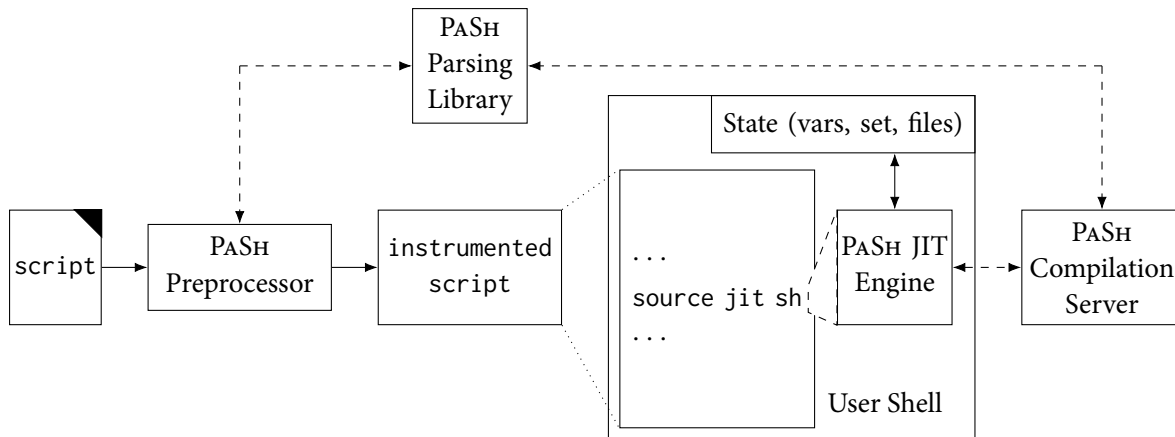 PASH
Parsing
Library
State (vars, set, files)
script
PASH
Preprocessor
instrumented
script
...
source jit sh
...
PASH JIT
Engine
PASH
Compilation
Server
User Shell